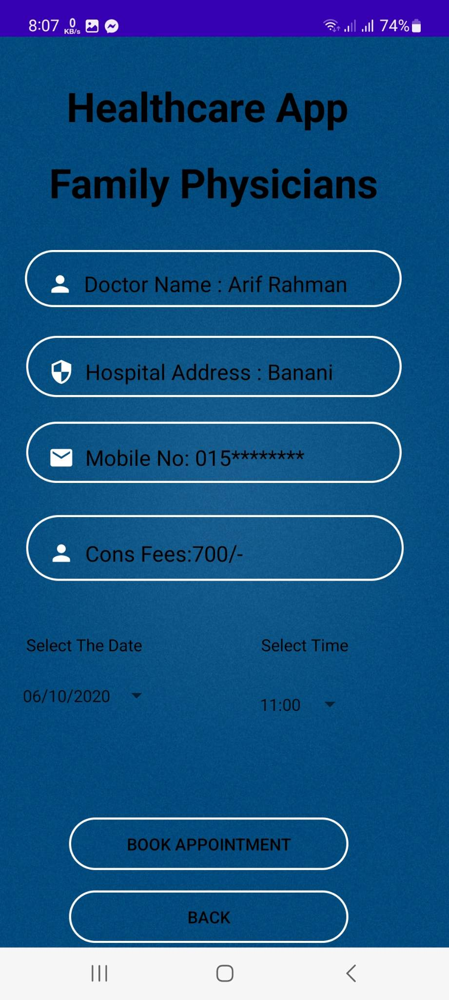 8:07 0 KB/s 74%
Healthcare App
Family Physicians
Doctor Name : Arif Rahman
Hospital Address : Banani
Mobile No: 015********
Cons Fees:700/-
Select The Date Select Time
06/10/2020 11:00
BOOK APPOINTMENT
BACK